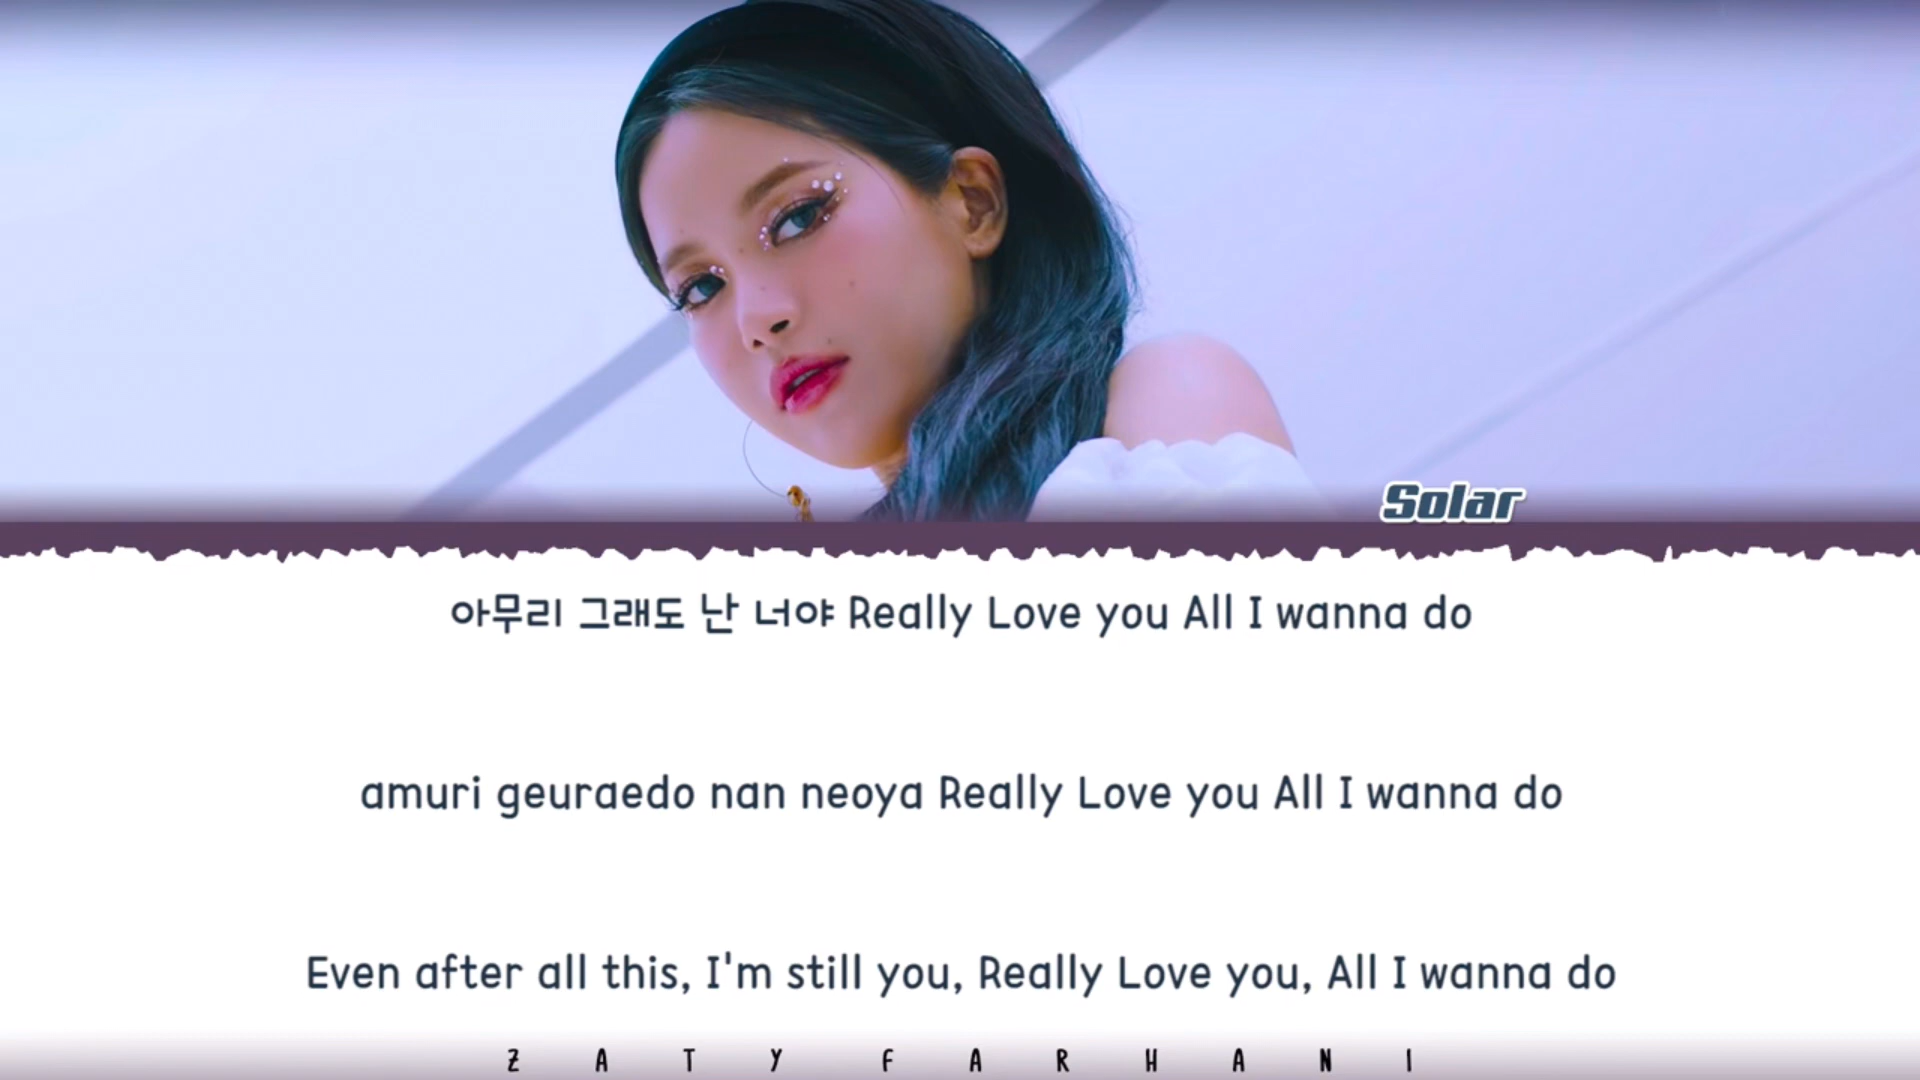 Solar
아무리 그래도 난 너야 Really Love you All I wanna do
amuri geuraedo nan neoya Really Love you All I wanna do
Even after all this, I'm still you, Really Love you, All I wanna do
ZATY FARHANI